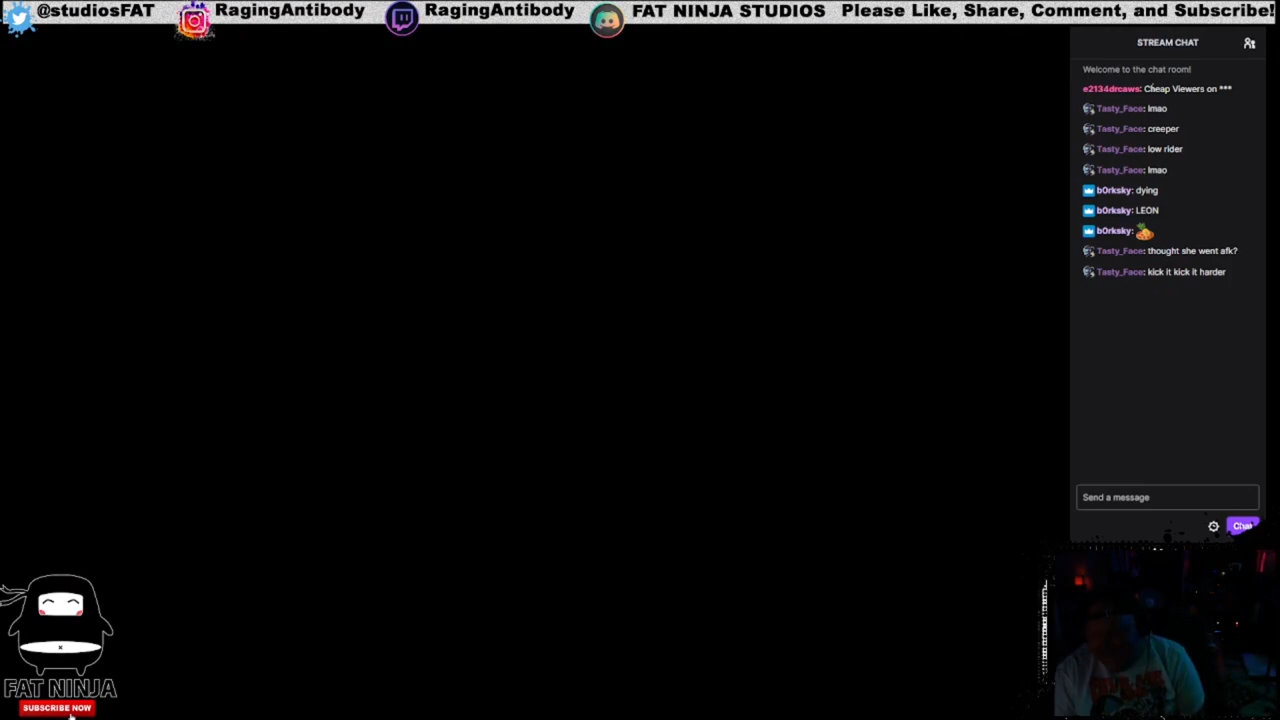 @studiosFAT RagingAntibody RagingAntibody FAT NINJA STUDIOS Please Like, Share, Comment, and Subscribe!
STREAM CHAT
Welcome to the chat room!
e2134drcaws: Cheap Viewers on ***
Tasty_Face: lmao
Tasty_Face: creeper
Tasty_Face: low rider
Tasty_Face: lmao
b0rksky: dying
b0rksky: LEON
b0rksky:
Tasty_Face: thought she went afk?
Tasty_Face: kick it kick it harder
Send a message
Chat
FAT NINJA
SUBSCRIBE NOW